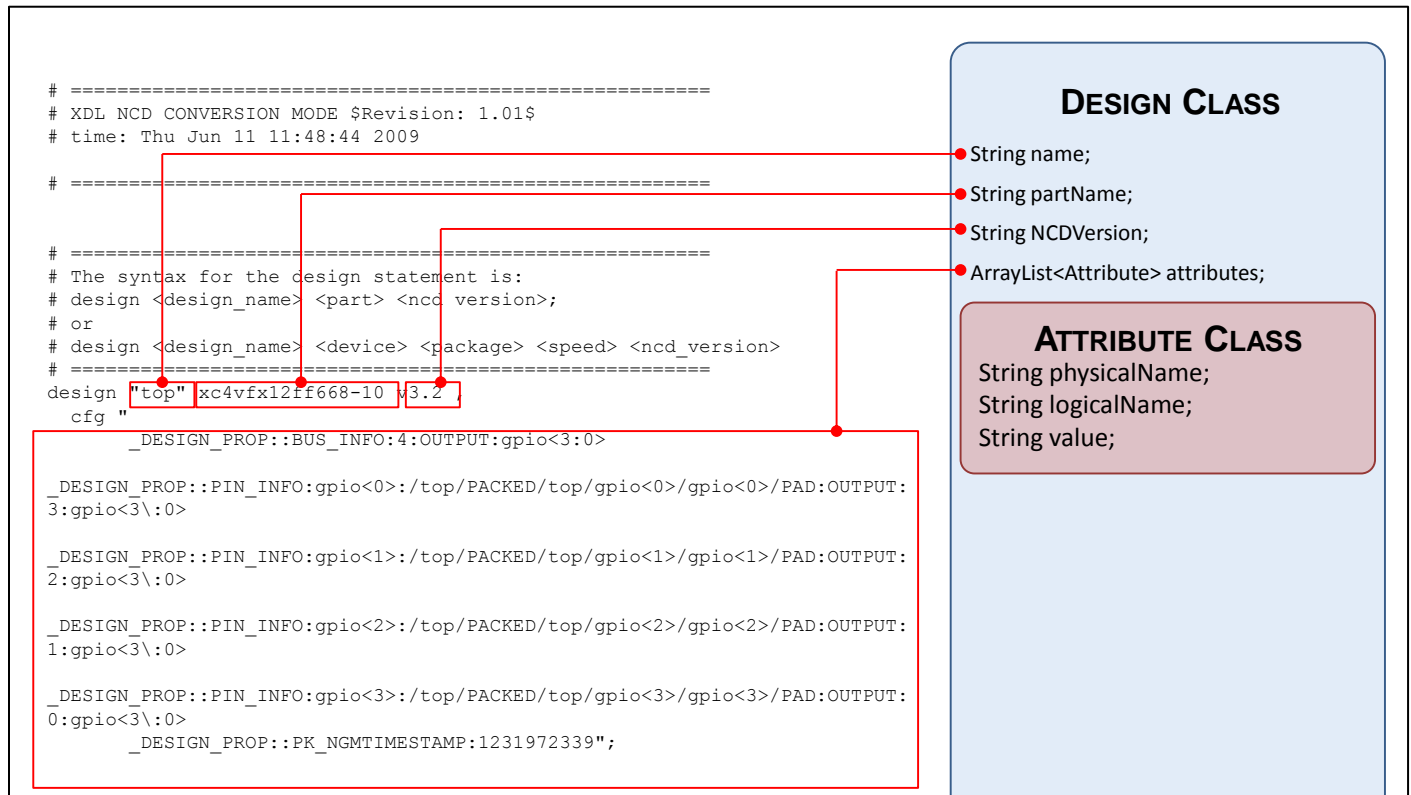 # =======================================================
# XDL NCD CONVERSION MODE $Revision: 1.01$
# time: Thu Jun 11 11:48:44 2009
# =======================================================
# =======================================================
# The syntax for the design statement is:
# design <design_name> <part> <ncd version>;
# or
# design <design_name> <device> <package> <speed> <ncd_version>
# =======================================================
design "top" xc4vfx12ff668-10 v3.2 ,
cfg "
_DESIGN_PROP::BUS_INFO:4:OUTPUT:gpio<3:0>
_DESIGN_PROP::PIN_INFO:gpio<0>:/top/PACKED/top/gpio<0>/gpio<0>/PAD:OUTPUT:
3:gpio<3\:0>
_DESIGN_PROP::PIN_INFO:gpio<1>:/top/PACKED/top/gpio<1>/gpio<1>/PAD:OUTPUT:
2:gpio<3\:0>
_DESIGN_PROP::PIN_INFO:gpio<2>:/top/PACKED/top/gpio<2>/gpio<2>/PAD:OUTPUT:
1:gpio<3\:0>
_DESIGN_PROP::PIN_INFO:gpio<3>:/top/PACKED/top/gpio<3>/gpio<3>/PAD:OUTPUT:
0:gpio<3\:0>
_DESIGN_PROP::PK_NGMTIMESTAMP:1231972339";
DESIGN CLASS
String name;
String partName;
String NCDVersion;
ArrayList<Attribute> attributes;
ATTRIBUTE CLASS
String physicalName;
String logicalName;
String value;